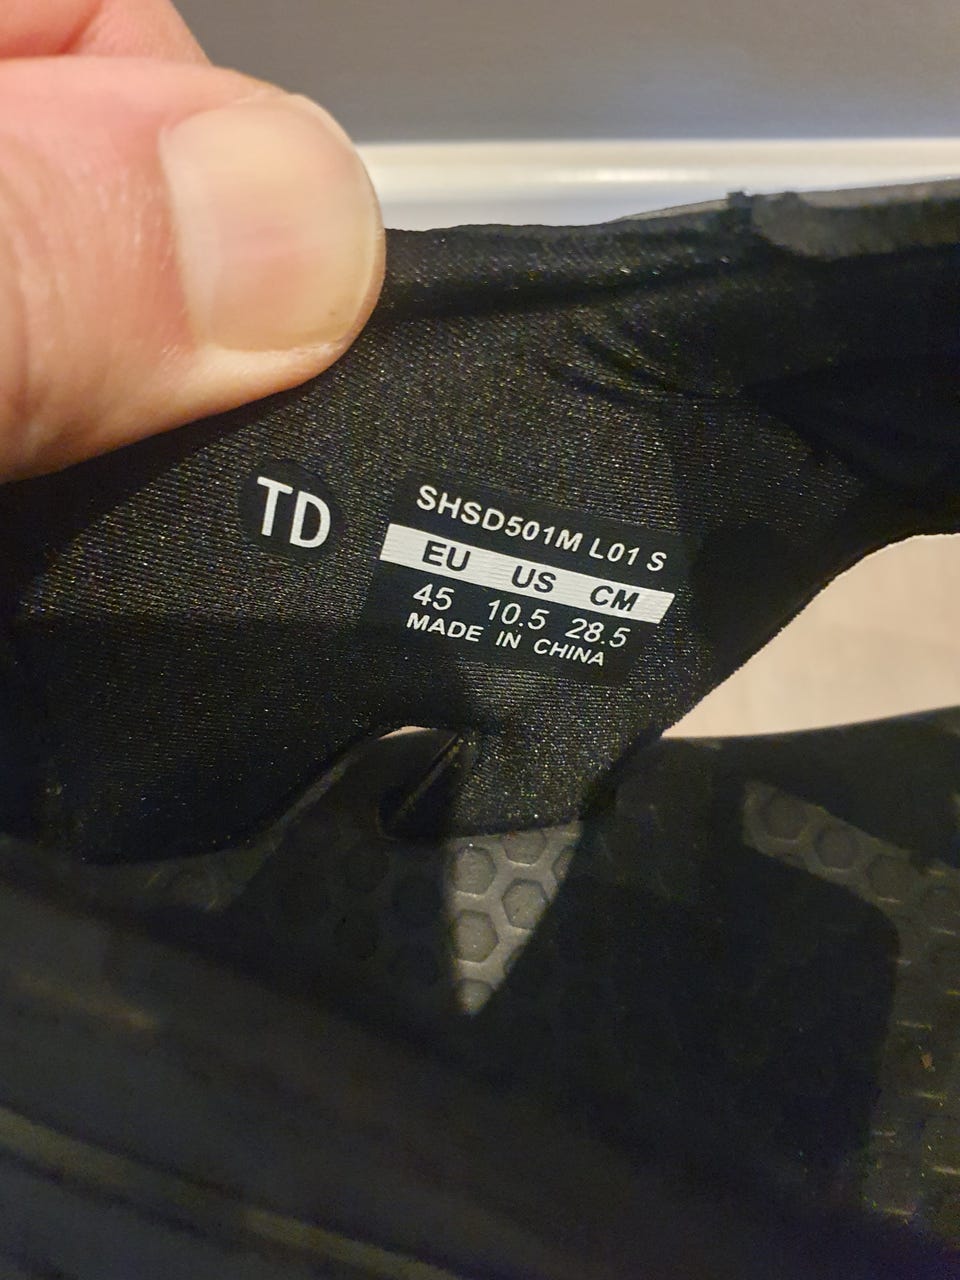 TD
SHSD501M L01 S
EU US CM
45 10.5 28.5
MADE IN CHINA